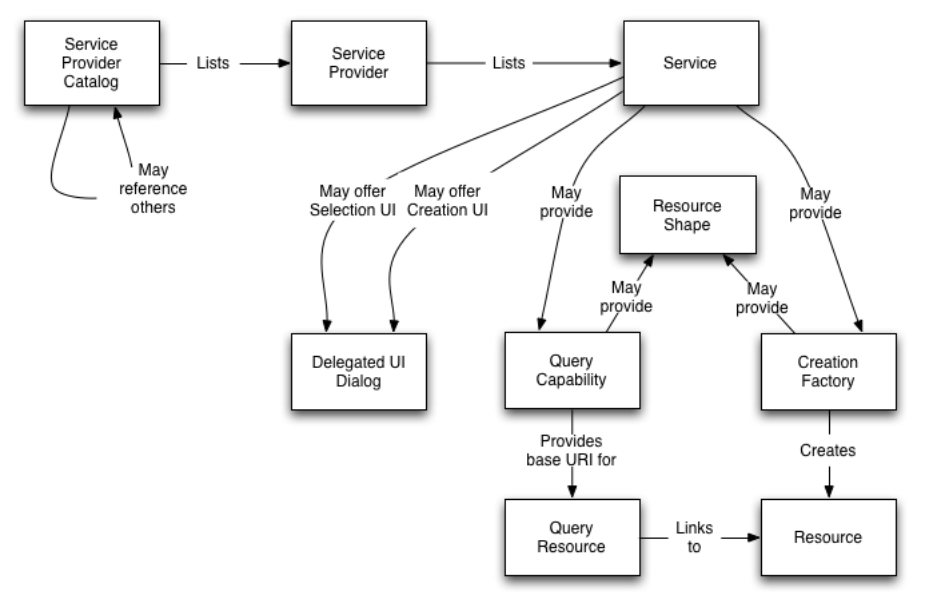 Service
Provider
Catalog
Lists
Service
Provider
Lists
Service
May
reference
others
May offer
Selection UI
May offer
Creation UI
May
provide
Resource
Shape
May
provide
May
provide
May
provide
Delegated UI
Dialog
Query
Capability
Creation
Factory
Provides
base URI for
Creates
Query
Resource
Links
to
Resource